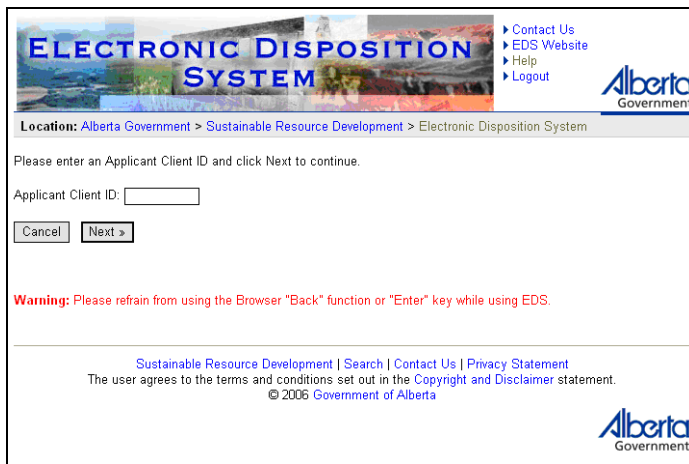 ELECTRONIC DISPOSITION
SYSTEM
Contact Us
EDS Website
Help
Logout
Alberta
Government
Location: Alberta Government > Sustainable Resource Development > Electronic Disposition System
Please enter an Applicant Client ID and click Next to continue.
Applicant Client ID:
Cancel Next »
Warning: Please refrain from using the Browser "Back" function or "Enter" key while using EDS.
Sustainable Resource Development | Search | Contact Us | Privacy Statement
The user agrees to the terms and conditions set out in the Copyright and Disclaimer statement.
© 2006 Government of Alberta
Alberta
Government